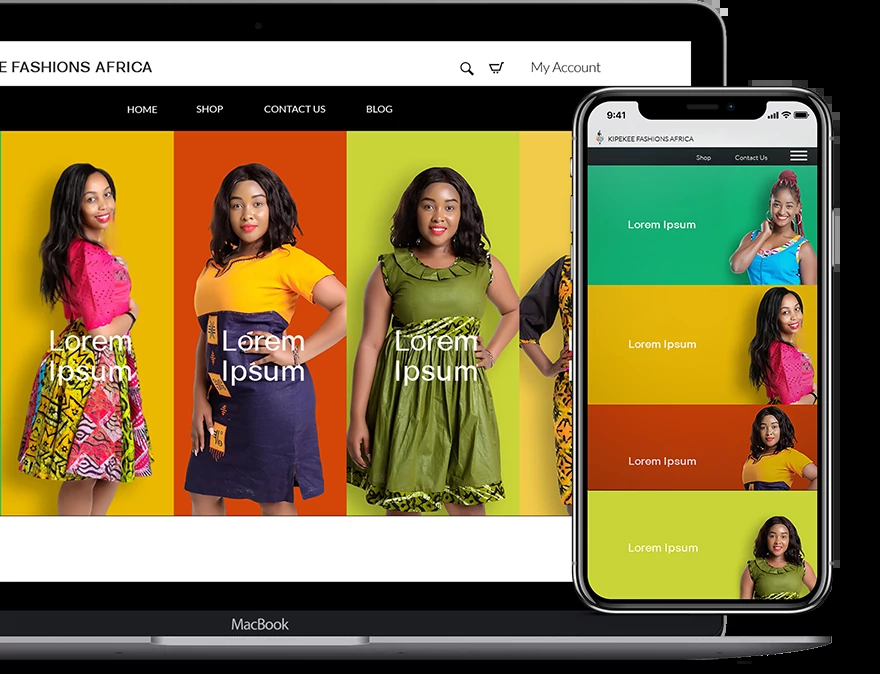 E FASHIONS AFRICA
My Account
HOME
SHOP
CONTACT US
BLOG
Lorem
Ipsum
Lorem
Ipsum
Lorem
Ipsum
MacBook
9:41
KIPEKEE FASHIONS AFRICA
Shop
Contact Us
Lorem Ipsum
Lorem Ipsum
Lorem Ipsum
Lorem Ipsum